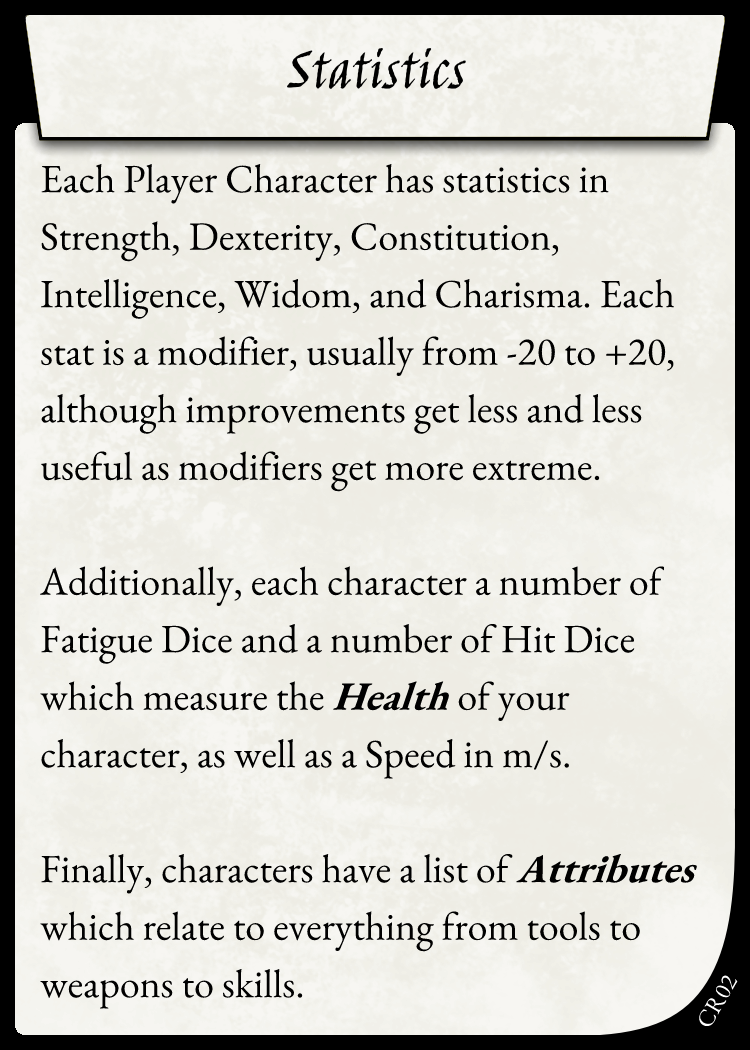 Statistics
Each Player Character has statistics in
Strength, Dexterity, Constitution,
Intelligence, Widom, and Charisma. Each
stat is a modifier, usually from -20 to +20,
although improvements get less and less
useful as modifiers get more extreme.
Additionally, each character a number of
Fatigue Dice and a number of Hit Dice
which measure the Health of your
character, as well as a Speed in m/s.
Finally, characters have a list of Attributes
which relate to everything from tools to
weapons to skills.
CR02